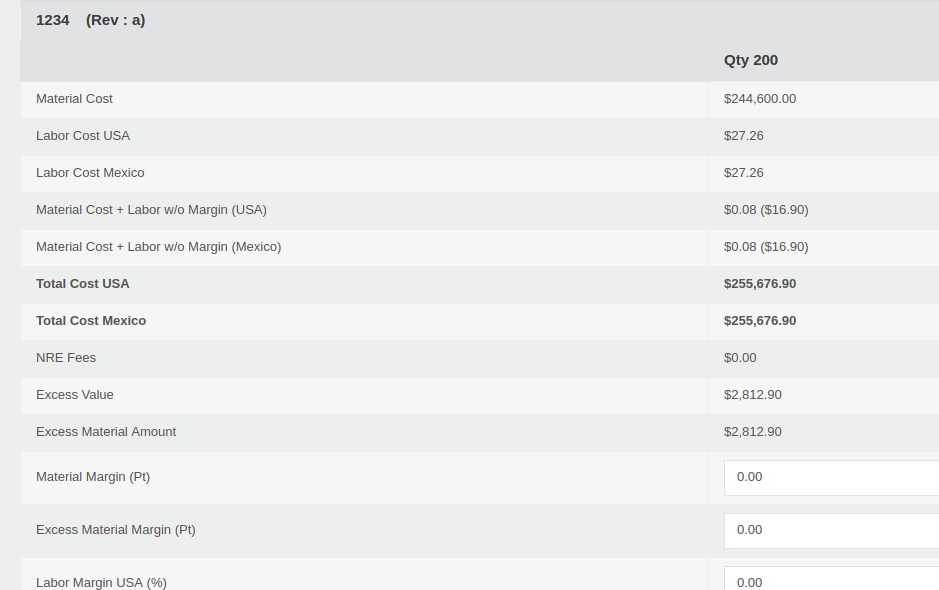 1234 (Rev : a)
Qty 200
Material Cost $244,600.00
Labor Cost USA $27.26
Labor Cost Mexico $27.26
Material Cost + Labor w/o Margin (USA) $0.08 ($16.90)
Material Cost + Labor w/o Margin (Mexico) $0.08 ($16.90)
Total Cost USA $255,676.90
Total Cost Mexico $255,676.90
NRE Fees $0.00
Excess Value $2,812.90
Excess Material Amount $2,812.90
Material Margin (Pt) 0.00
Excess Material Margin (Pt) 0.00
Labor Margin USA (%) 0.00